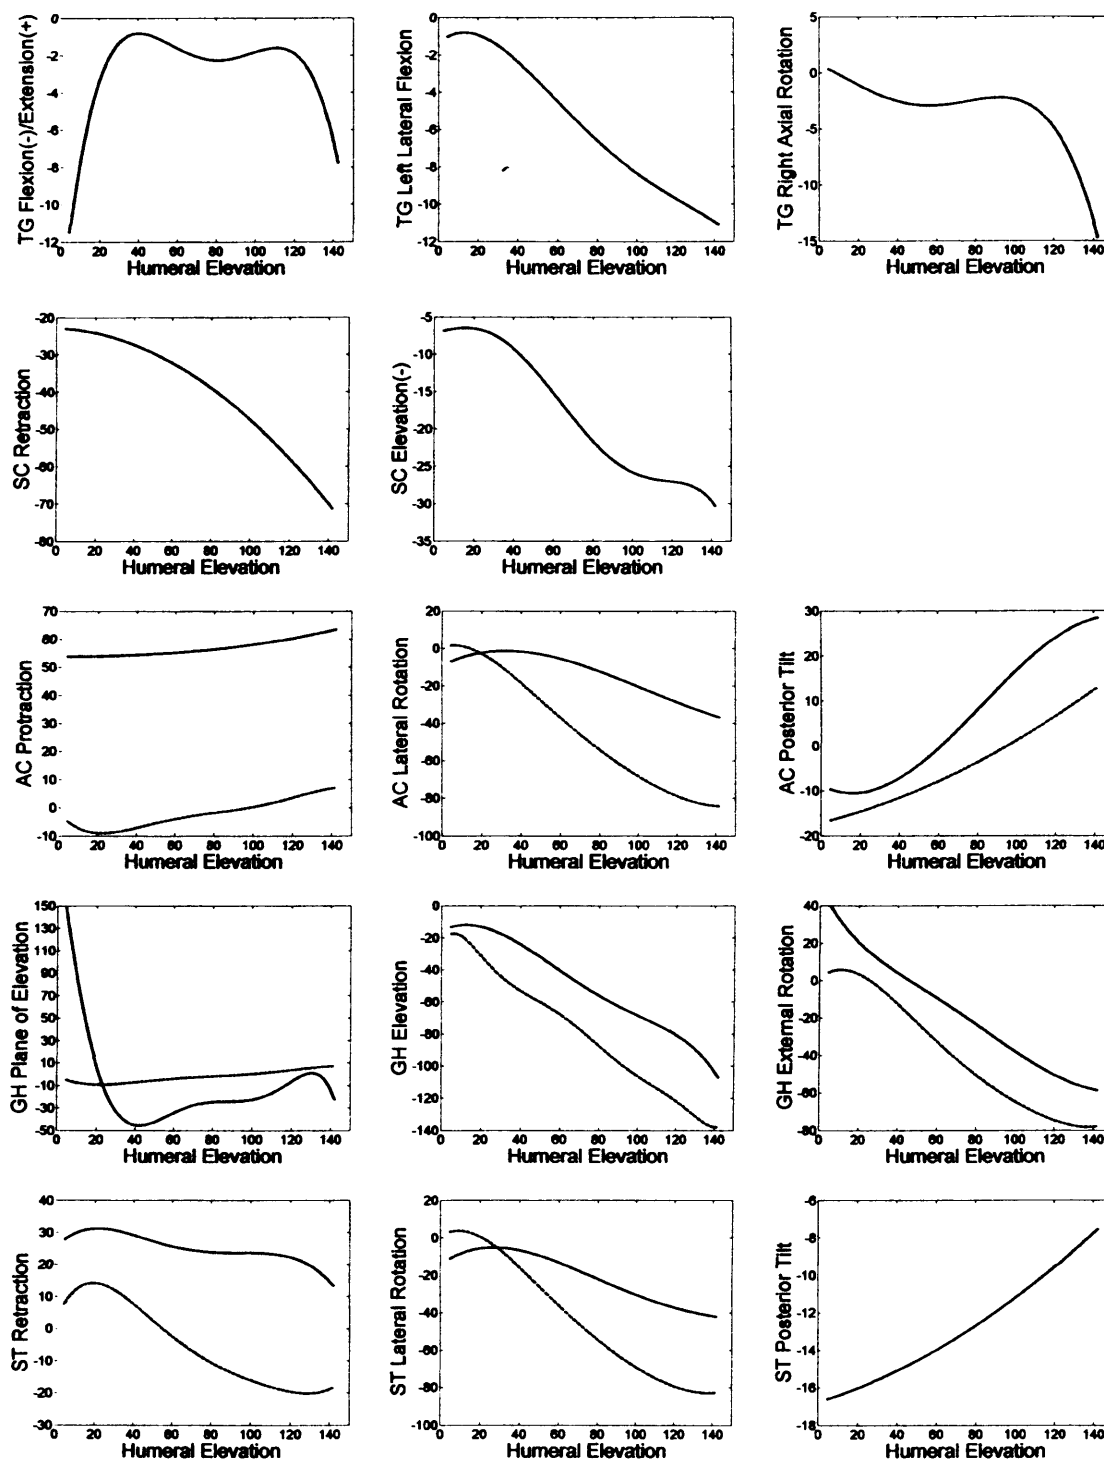 TG Flexion(-)/Extension(+)
0
-2
-4
-6
-8
-10
-12
0 20 40 60 80 100 120 140
Humeral Elevation
TG Left Lateral Flexion
0
-2
-4
-6
-8
-10
-12
0 20 40 60 80 100 120 140
Humeral Elevation
TG Right Axial Rotation
5
0
-5
-10
-15
0 20 40 60 80 100 120 140
Humeral Elevation
SC Retraction
-20
-30
-40
-50
-60
-70
-80
0 20 40 60 80 100 120 140
Humeral Elevation
SC Elevation(-)
-5
-10
-15
-20
-25
-30
-35
0 20 40 60 80 100 120 140
Humeral Elevation
AC Protraction
70
60
50
40
30
20
10
0
-10
0 20 40 60 80 100 120 140
Humeral Elevation
AC Lateral Rotation
20
0
-20
-40
-60
-80
-100
0 20 40 60 80 100 120 140
Humeral Elevation
AC Posterior Tilt
30
20
10
0
-10
-20
0 20 40 60 80 100 120 140
Humeral Elevation
GH Plane of Elevation
150
130
110
90
70
50
30
10
-10
-30
-50
0 20 40 60 80 100 120 140
Humeral Elevation
GH Elevation
0
-20
-40
-60
-80
-100
-120
-140
0 20 40 60 80 100 120 140
Humeral Elevation
GH External Rotation
40
20
0
-20
-40
-60
-80
0 20 40 60 80 100 120 140
Humeral Elevation
ST Retraction
40
30
20
10
0
-10
-20
-30
0 20 40 60 80 100 120 140
Humeral Elevation
ST Lateral Rotation
20
0
-20
-40
-60
-80
-100
0 20 40 60 80 100 120 140
Humeral Elevation
ST Posterior Tilt
-6
-8
-10
-12
-14
-16
-18
0 20 40 60 80 100 120 140
Humeral Elevation